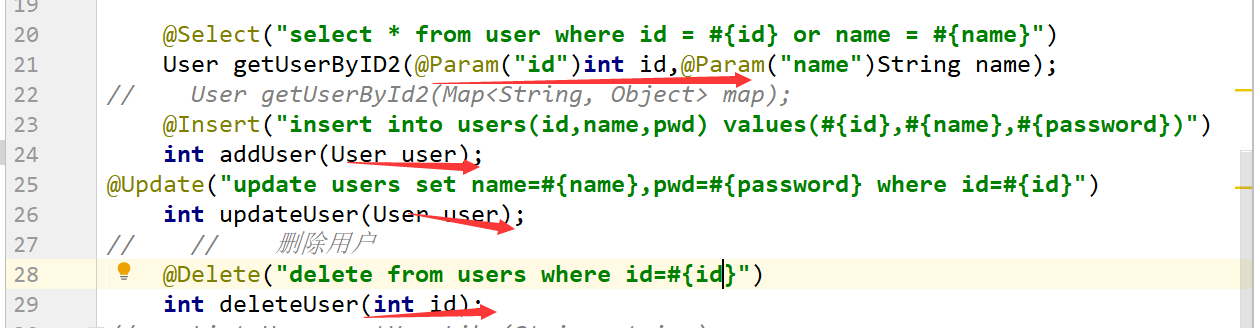 19
20 @Select("select * from user where id = #{id} or name = #{name}")
21 User getUserByID2(@Param("id")int id,@Param("name")String name);
22 // User getUserById2(Map<String, Object> map);
23 @Insert("insert into users(id,name,pwd) values(#{id},#{name},#{password})")
24 int addUser(User user);
25 @Update("update users set name=#{name},pwd=#{password} where id=#{id}")
26 int updateUser(User user);
27 // // 删除用户
28 @Delete("delete from users where id=#{id}")
29 int deleteUser(int id);